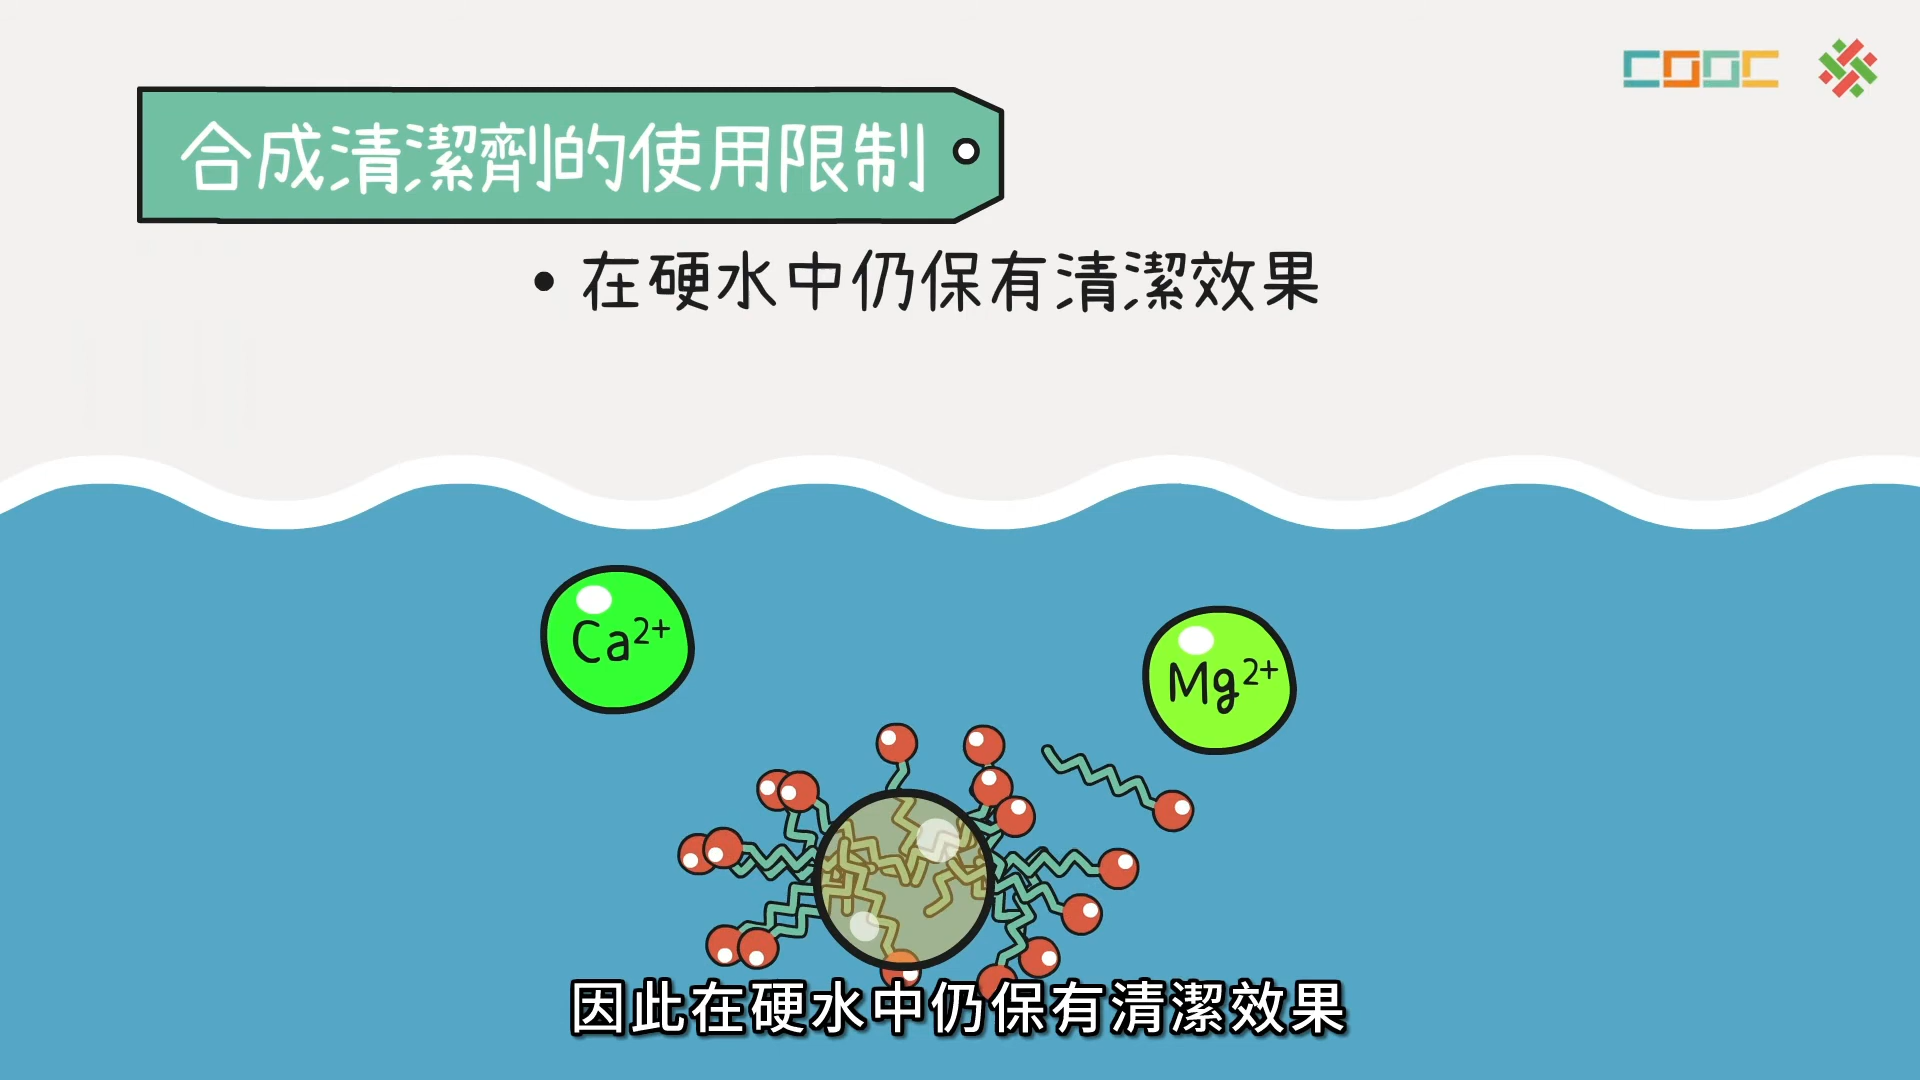 COOC
合成清潔劑的使用限制
• 在硬水中仍保有清潔效果
Ca²⁺
Mg²⁺
因此在硬水中仍保有清潔效果